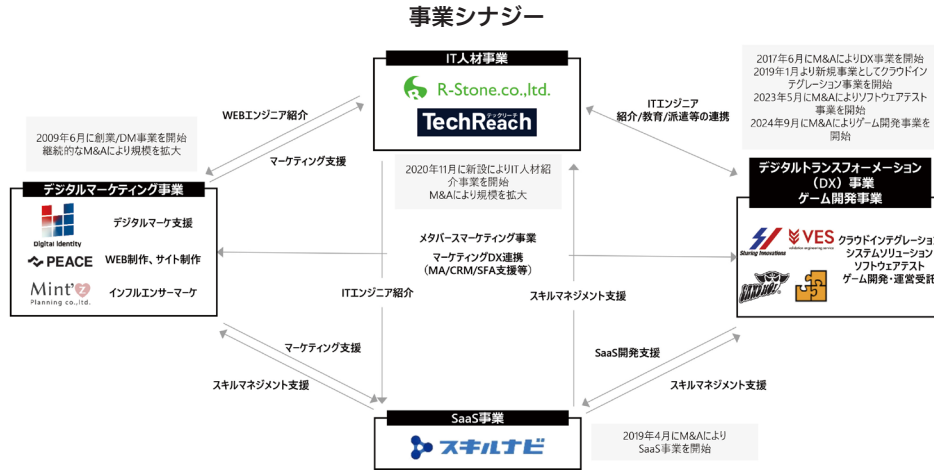 事業シナジー
IT人材事業
R-Stone.co.,ltd.
テックリーチ
TechReach
2017年6月にM&AによりDX事業を開始
2019年1月より新規事業としてクラウドイン
テグレーション事業を開始
2023年5月にM&Aによりソフトウェアテスト
事業を開始
2024年9月にM&Aによりゲーム開発事業を
開始
WEBエンジニア紹介
ITエンジニア
紹介/教育/派遣等の連携
2009年6月に創業/DM事業を開始
継続的なM&Aにより規模を拡大
マーケティング支援
2020年11月に新設によりIT人材紹
介事業を開始
M&Aにより規模を拡大
デジタルマーケティング事業
Digital Identity
デジタルマーケ支援
PEACE
WEB制作、サイト制作
Mint'z
Planning co.,ltd.
インフルエンサーマーケ
デジタルトランスフォーメーション
（DX）事業
ゲーム開発事業
Sharing Innovations
VES
validation engineering service
クラウドインテグレーション
システムソリューション
ソフトウェアテスト
ゲーム開発・運営受託
メタバースマーケティング事業
マーケティングDX連携
（MA/CRM/SFA支援等）
ITエンジニア紹介
スキルマネジメント支援
マーケティング支援
スキルマネジメント支援
SaaS開発支援
スキルマネジメント支援
SaaS事業
スキルナビ
2019年4月にM&Aにより
SaaS事業を開始